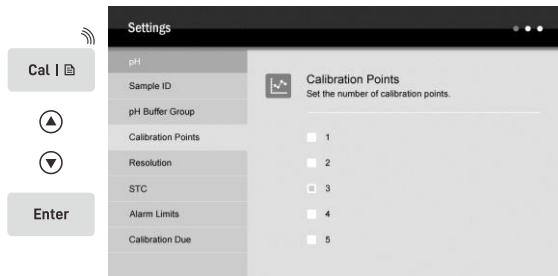 Cal |
Enter
Settings
pH
Sample ID
pH Buffer Group
Calibration Points
Resolution
STC
Alarm Limits
Calibration Due
Calibration Points
Set the number of calibration points.
1
2
3
4
5